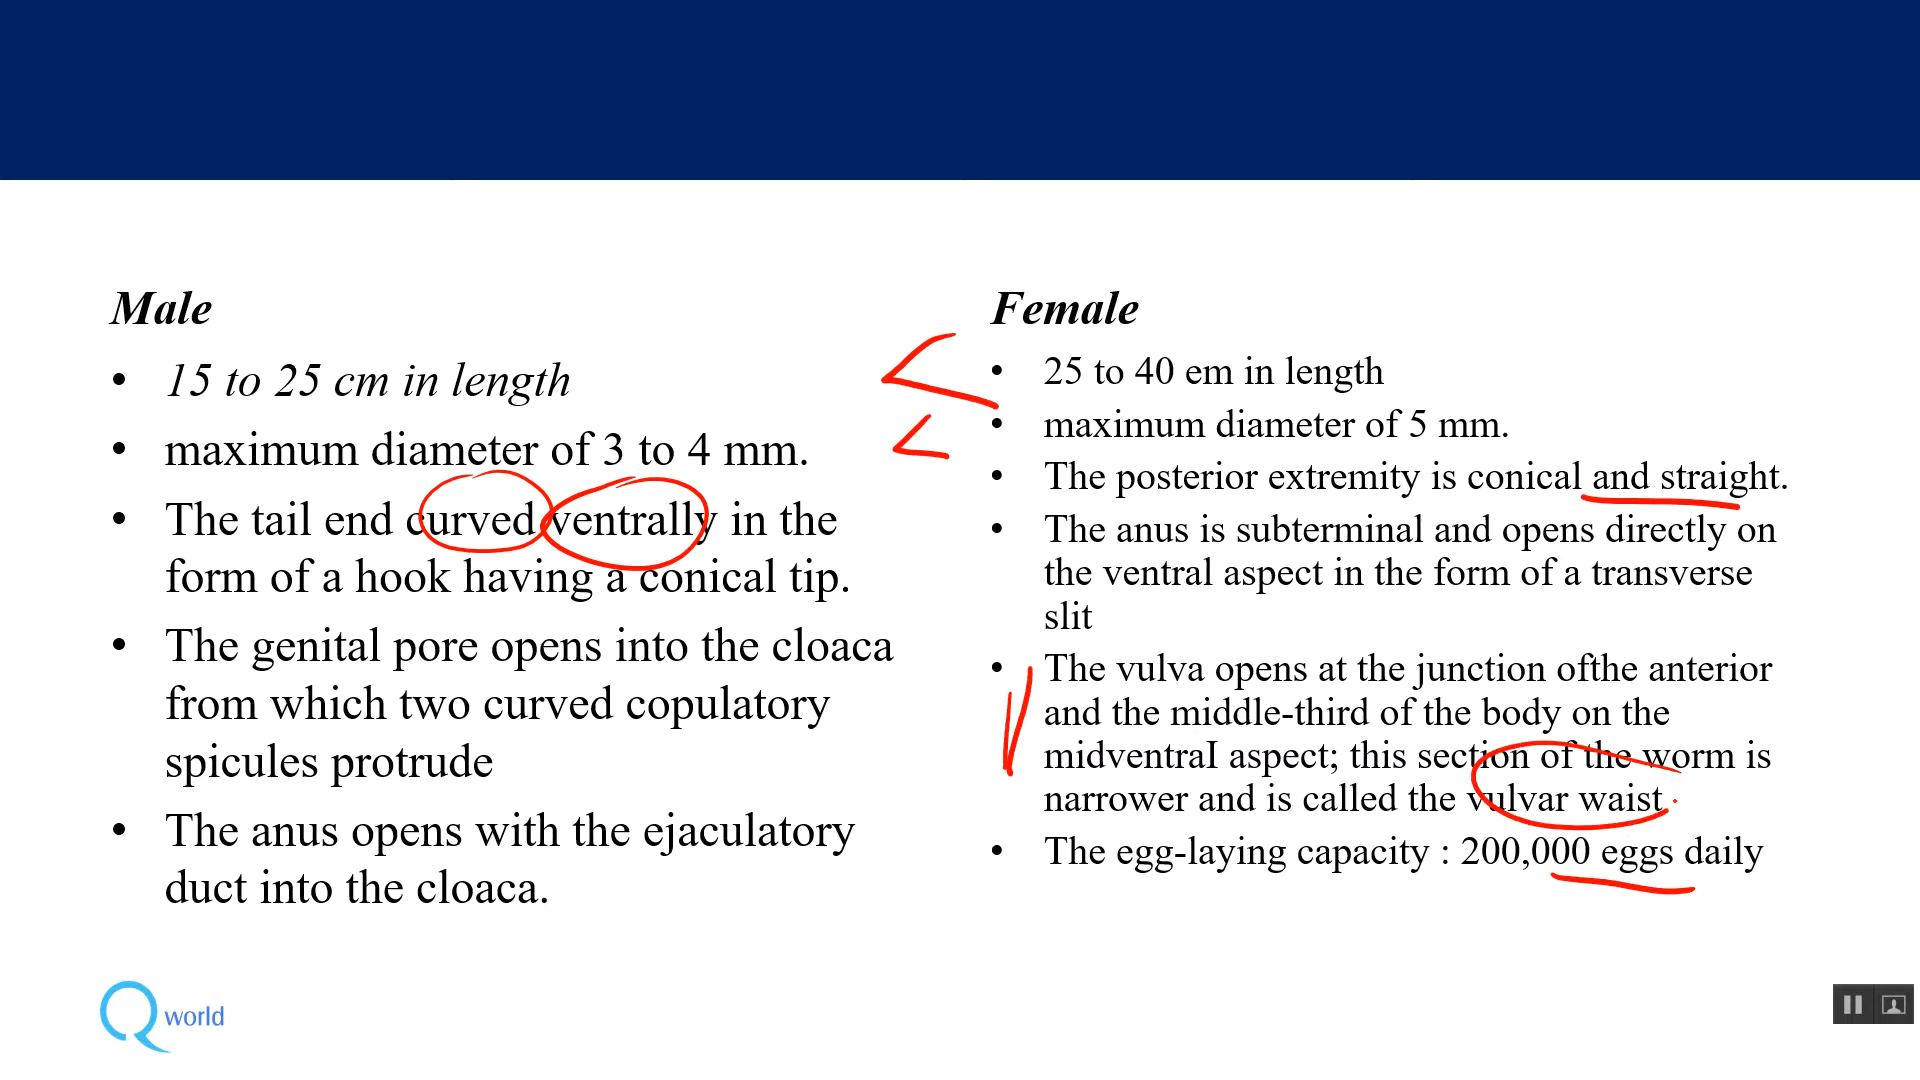 Male
• 15 to 25 cm in length
• maximum diameter of 3 to 4 mm.
• The tail end curved ventrally in the
form of a hook having a conical tip.
• The genital pore opens into the cloaca
from which two curved copulatory
spicules protrude
• The anus opens with the ejaculatory
duct into the cloaca.
Female
• 25 to 40 em in length
• maximum diameter of 5 mm.
• The posterior extremity is conical and straight.
• The anus is subterminal and opens directly on
the ventral aspect in the form of a transverse
slit
• The vulva opens at the junction ofthe anterior
and the middle-third of the body on the
midventraI aspect; this section of the worm is
narrower and is called the vulvar waist
• The egg-laying capacity : 200,000 eggs daily
Q world